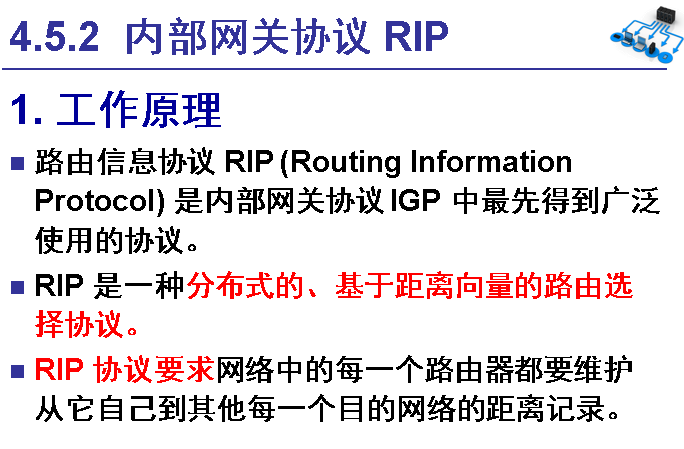 4.5.2 内部网关协议 RIP
1. 工作原理
路由信息协议 RIP (Routing Information
Protocol) 是内部网关协议 IGP 中最先得到广泛
使用的协议。
RIP 是一种分布式的、基于距离向量的路由选
择协议。
RIP 协议要求网络中的每一个路由器都要维护
从它自己到其他每一个目的网络的距离记录。